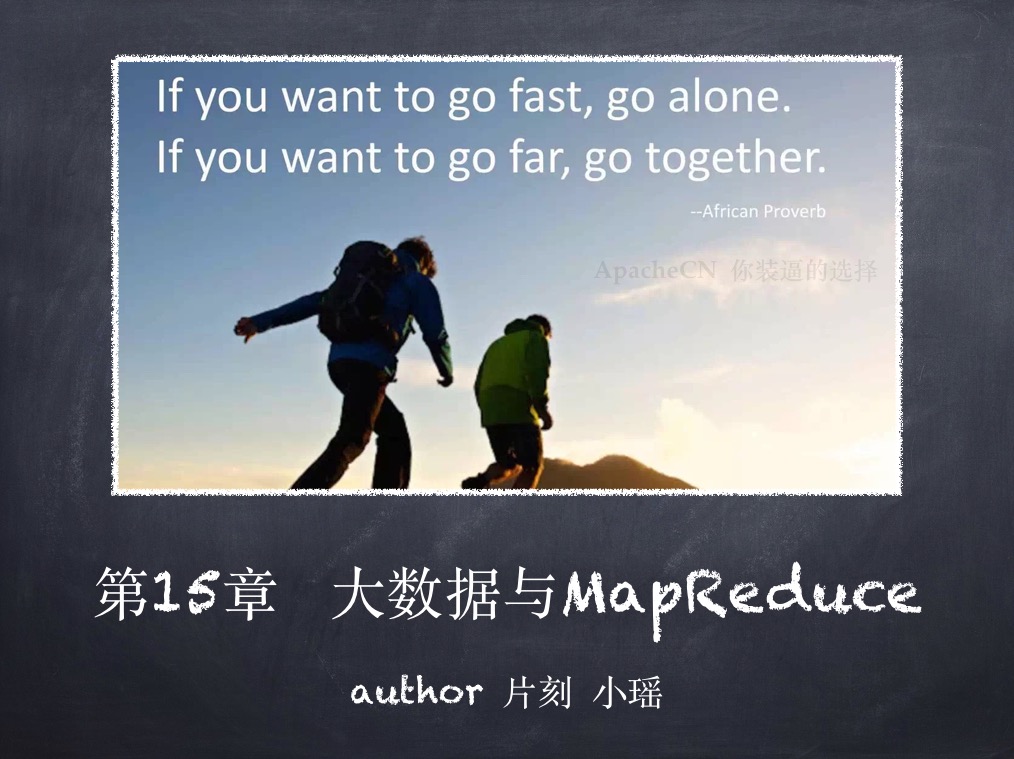 If you want to go fast, go alone.
If you want to go far, go together.
--African Proverb
ApacheCN 你装逼的选择
第15章 大数据与MapReduce
author 片刻 小瑶